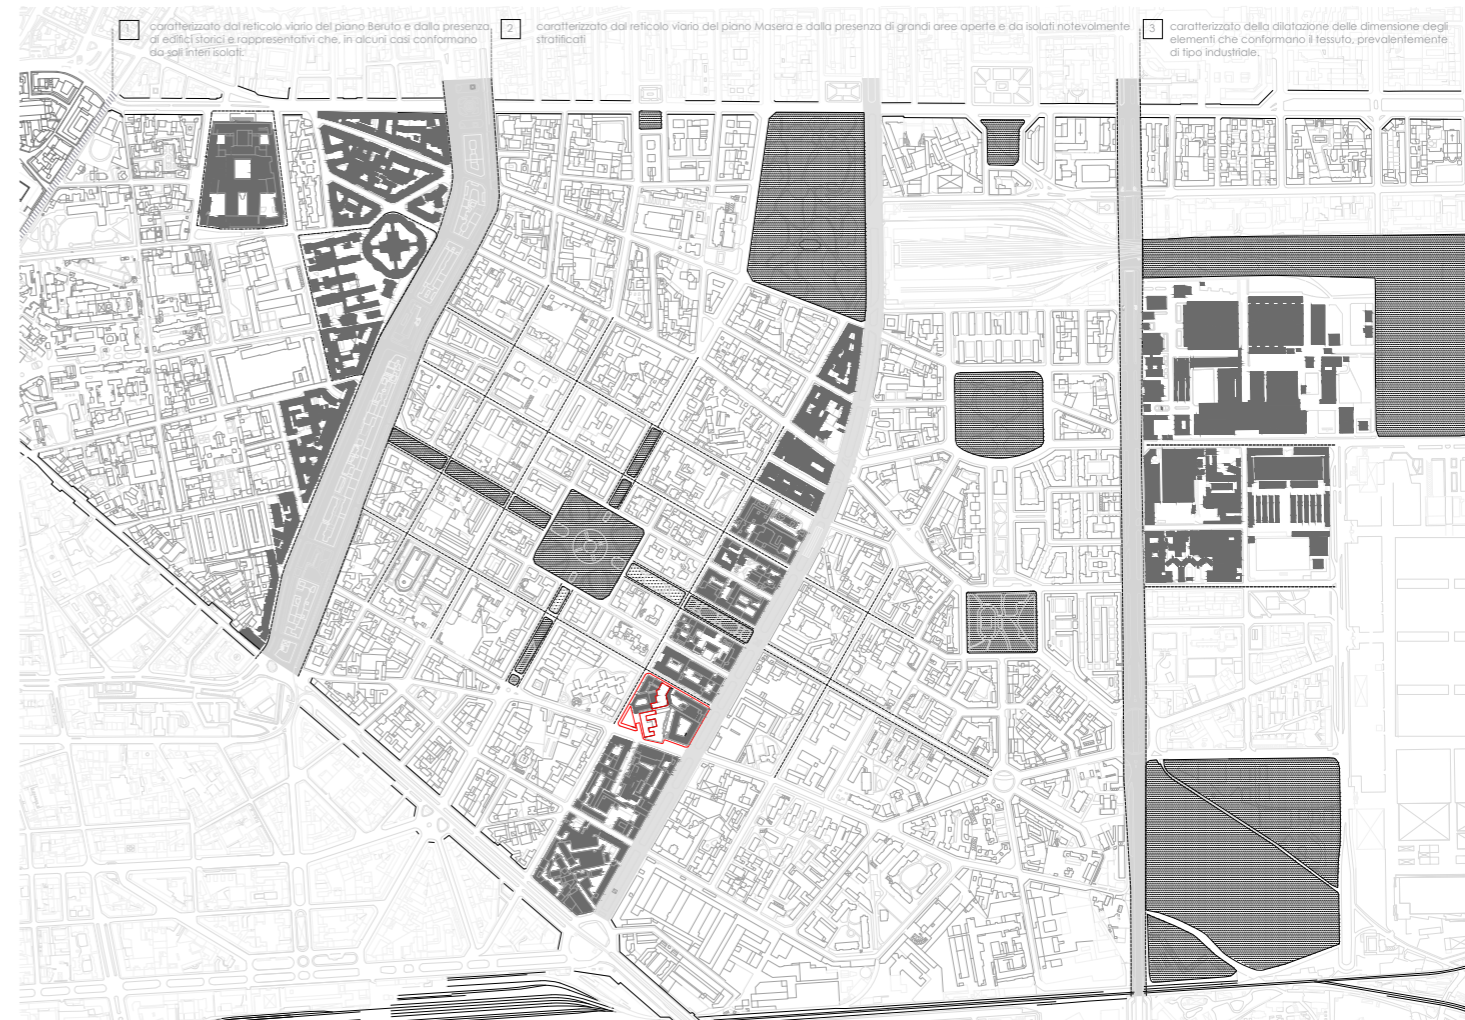 1
caratterizzato dal reticolo viario del piano Beruto e dalla presenza
di edifici storici e rappresentativi che, in alcuni casi conformano
da soli interi isolati.
2
caratterizzato dal reticolo viario del piano Masera e dalla presenza di grandi aree aperte e da isolati notevolmente
stratificati
3
caratterizzato della dilatazione delle dimensione degli
elementi che conformano il tessuto, prevalentemente
di tipo industriale.